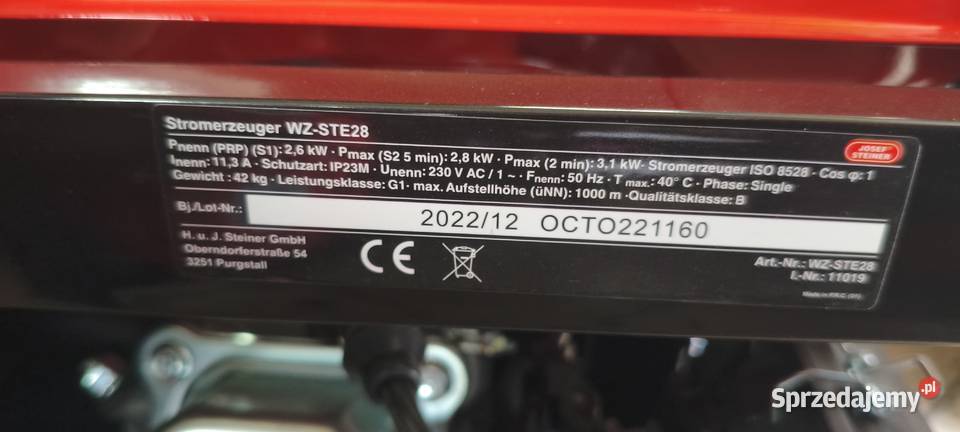 Stromerzeuger WZ-STE28
JOSEF
STEINER
Pnenn (PRP) (S1): 2,6 kW · Pmax (S2 5 min): 2,8 kW · Pmax (2 min): 3,1 kW· Stromerzeuger ISO 8528 · Cos φ: 1
Inenn: 11,3 A · Schutzart: IP23M · Unenn: 230 V AC / 1 ~ · Fnenn: 50 Hz · T max.: 40° C · Phase: Single
Gewicht : 42 kg · Leistungsklasse: G1· max. Aufstellhöhe (üNN): 1000 m ·Qualitätsklasse: B
Bj./Lot-Nr.:
2022/12 OCTO221160
H. u. J. Steiner GmbH
Oberndorferstraße 54
3251 Purgstall
CE
Art.-Nr.: WZ-STE28
I.-Nr.: 11019
Made in P.R.C.
Sprzedajemy.pl